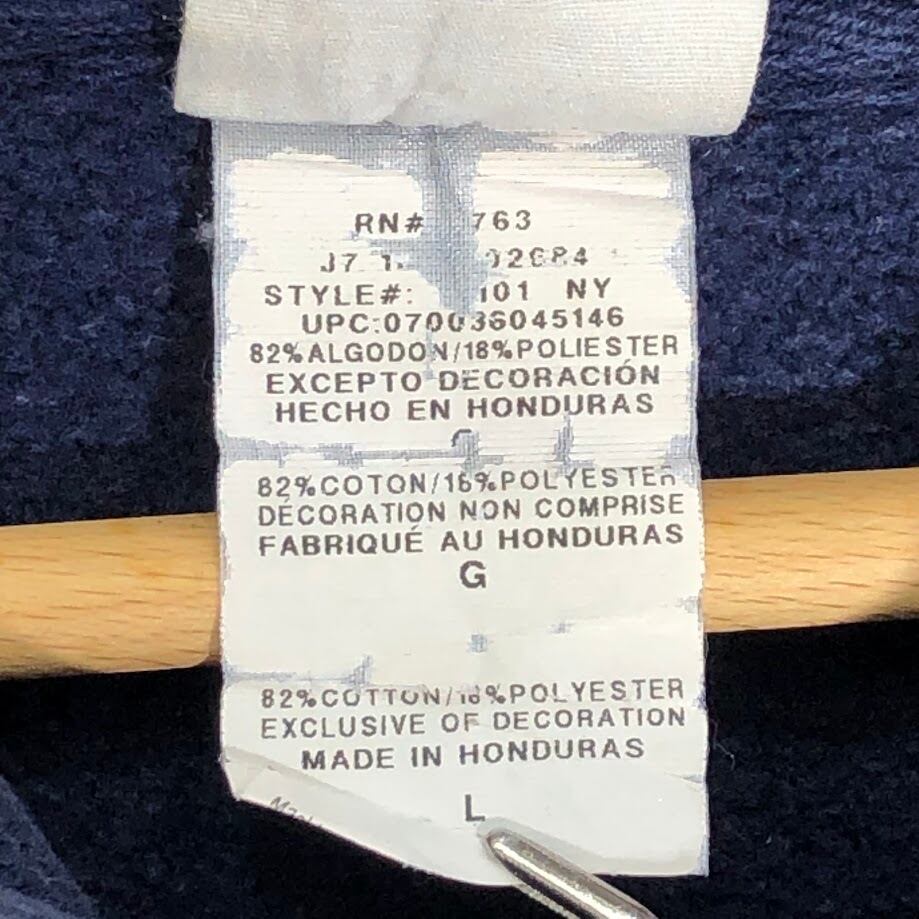 RN# 763
STYLE#: 101 NY
UPC:070036045146
82%ALGODON/18%POLIESTER
EXCEPTO DECORACIÓN
HECHO EN HONDURAS
82%COTON/18%POLYESTER
DÉCORATION NON COMPRISE
FABRIQUÉ AU HONDURAS
G
82%COTTON/18%POLYESTER
EXCLUSIVE OF DECORATION
MADE IN HONDURAS
L